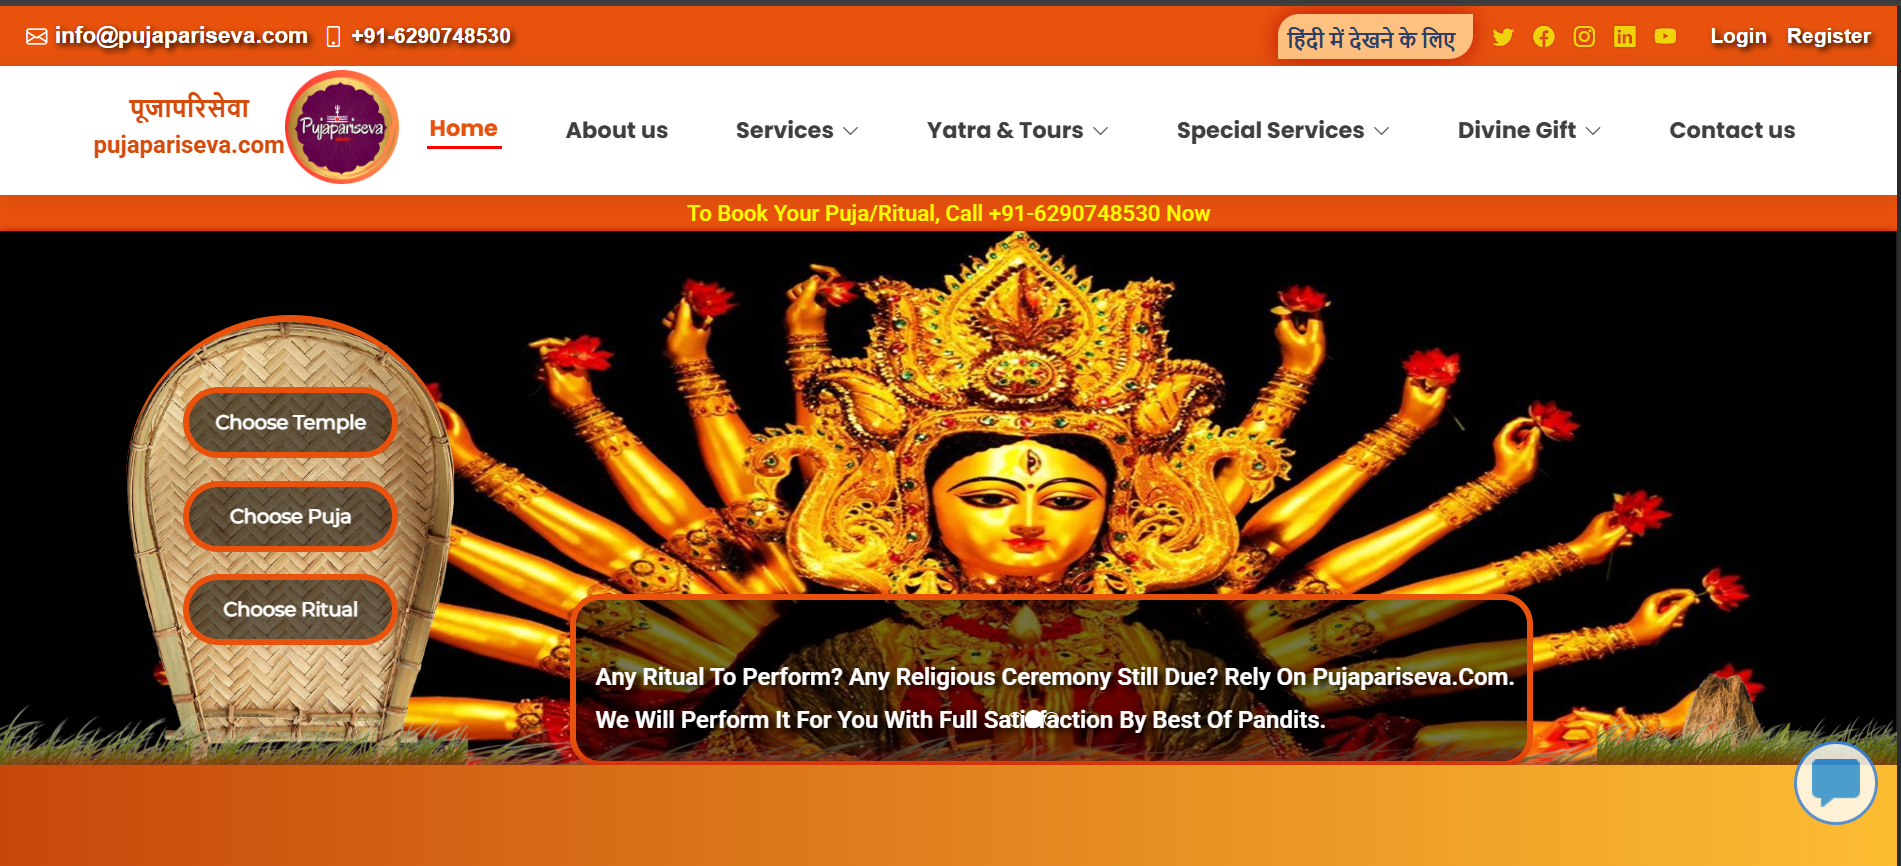 info@pujapariseva.com +91-6290748530 हिंदी में देखने के लिए Login Register
पूजापरिसेवा
pujapariseva.com
Pujapariseva
Home About us Services Yatra & Tours Special Services Divine Gift Contact us
To Book Your Puja/Ritual, Call +91-6290748530 Now
Choose Temple
Choose Puja
Choose Ritual
Any Ritual To Perform? Any Religious Ceremony Still Due? Rely On Pujapariseva.Com.
We Will Perform It For You With Full Satisfaction By Best Of Pandits.